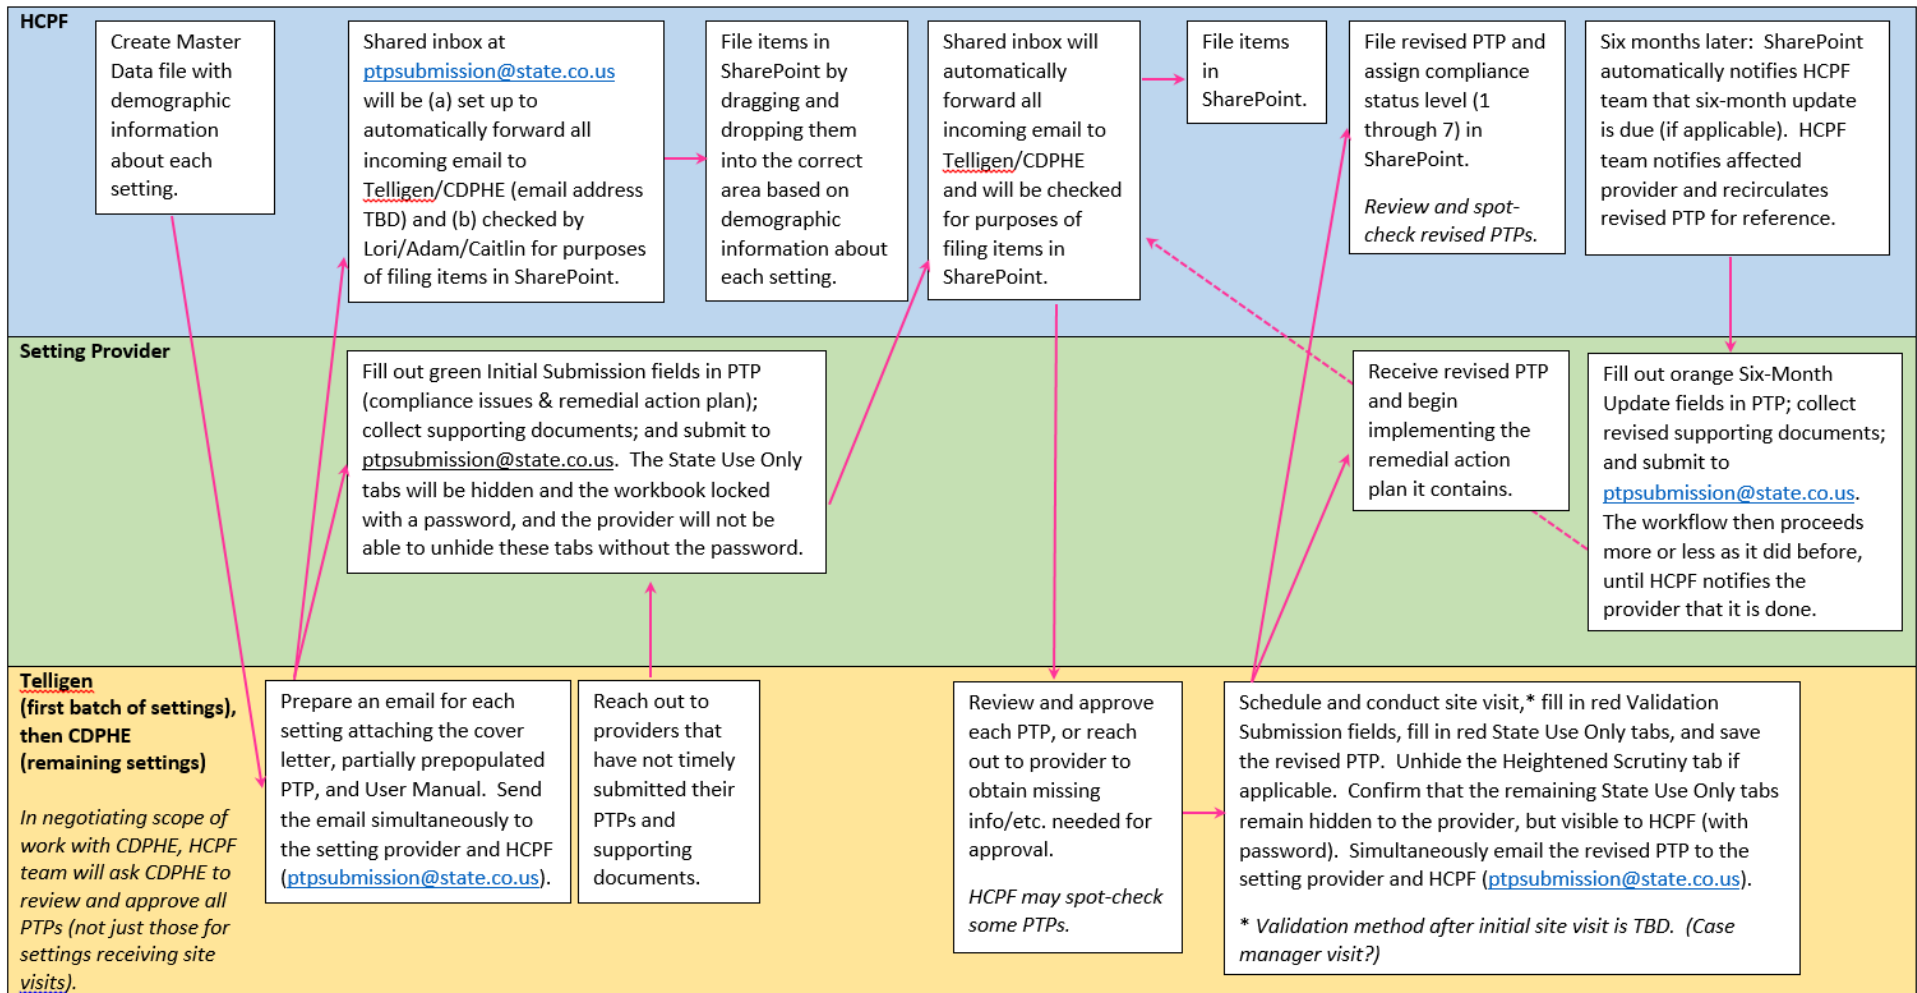 HCPF
Create Master
Data file with
demographic
information
about each
setting.
Shared inbox at
ptpsubmission@state.co.us
will be (a) set up to
automatically forward all
incoming email to
Telligen/CDPHE (email address
TBD) and (b) checked by
Lori/Adam/Caitlin for purposes
of filing items in SharePoint.
File items in
SharePoint by
dragging and
dropping them
into the correct
area based on
demographic
information about
each setting.
Shared inbox will
automatically
forward all
incoming email to
Telligen/CDPHE
and will be checked
for purposes of
filing items in
SharePoint.
File items
in
SharePoint.
File revised PTP and
assign compliance
status level (1
through 7) in
SharePoint.
Review and spot-
check revised PTPs.
Six months later:  SharePoint
automatically notifies HCPF
team that six-month update
is due (if applicable).  HCPF
team notifies affected
provider and recirculates
revised PTP for reference.
Setting Provider
Fill out green Initial Submission fields in PTP
(compliance issues & remedial action plan);
collect supporting documents; and submit to
ptpsubmission@state.co.us.  The State Use Only
tabs will be hidden and the workbook locked
with a password, and the provider will not be
able to unhide these tabs without the password.
Receive revised PTP
and begin
implementing the
remedial action
plan it contains.
Fill out orange Six-Month
Update fields in PTP; collect
revised supporting documents;
and submit to
ptpsubmission@state.co.us.
The workflow then proceeds
more or less as it did before,
until HCPF notifies the
provider that it is done.
Telligen
(first batch of settings),
then CDPHE
(remaining settings)
In negotiating scope of
work with CDPHE, HCPF
team will ask CDPHE to
review and approve all
PTPs (not just those for
settings receiving site
visits).
Prepare an email for each
setting attaching the cover
letter, partially prepopulated
PTP, and User Manual.  Send
the email simultaneously to
the setting provider and HCPF
(ptpsubmission@state.co.us).
Reach out to
providers that
have not timely
submitted their
PTPs and
supporting
documents.
Review and approve
each PTP, or reach
out to provider to
obtain missing
info/etc. needed for
approval.
HCPF may spot-check
some PTPs.
Schedule and conduct site visit,* fill in red Validation
Submission fields, fill in red State Use Only tabs, and save
the revised PTP.  Unhide the Heightened Scrutiny tab if
applicable.  Confirm that the remaining State Use Only tabs
remain hidden to the provider, but visible to HCPF (with
password).  Simultaneously email the revised PTP to the
setting provider and HCPF (ptpsubmission@state.co.us).
* Validation method after initial site visit is TBD.  (Case
manager visit?)